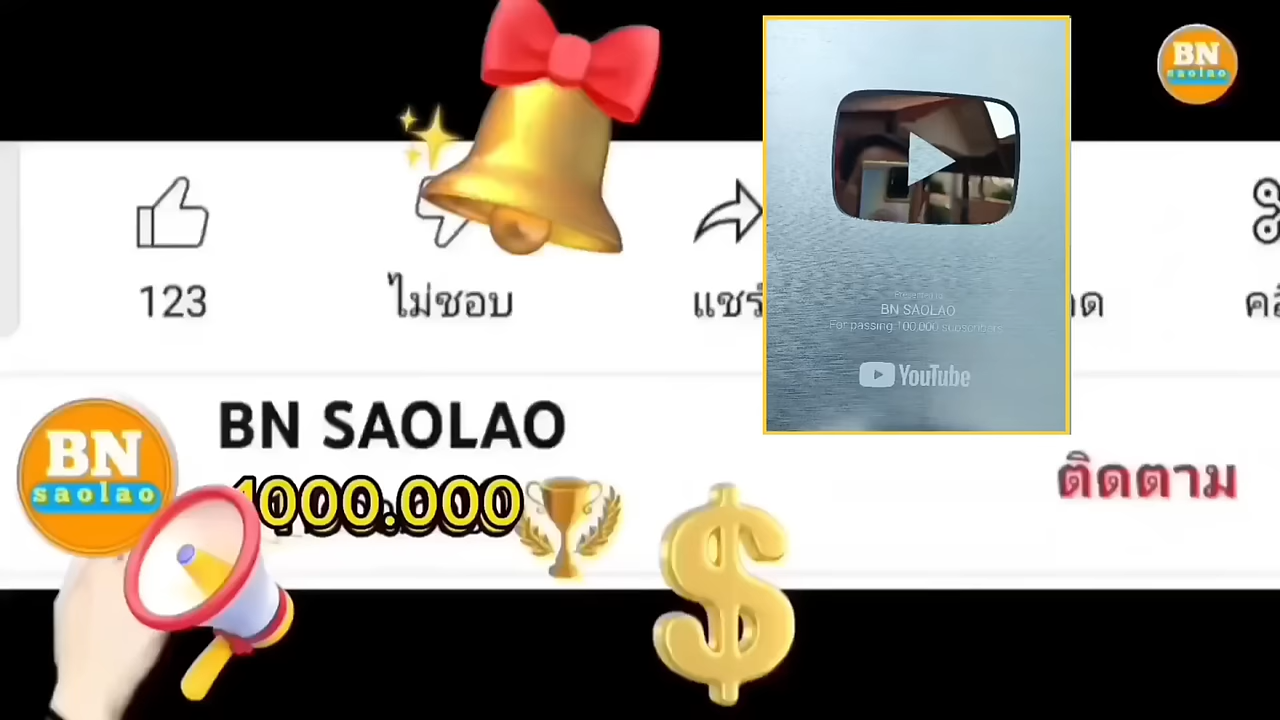 BN
saolao
123
ไม่ชอบ
แชร์
BN SAOLAO
For passing 100,000 subscribers
YouTube
BN SAOLAO
BN
saolao
4000.000
ติดตาม